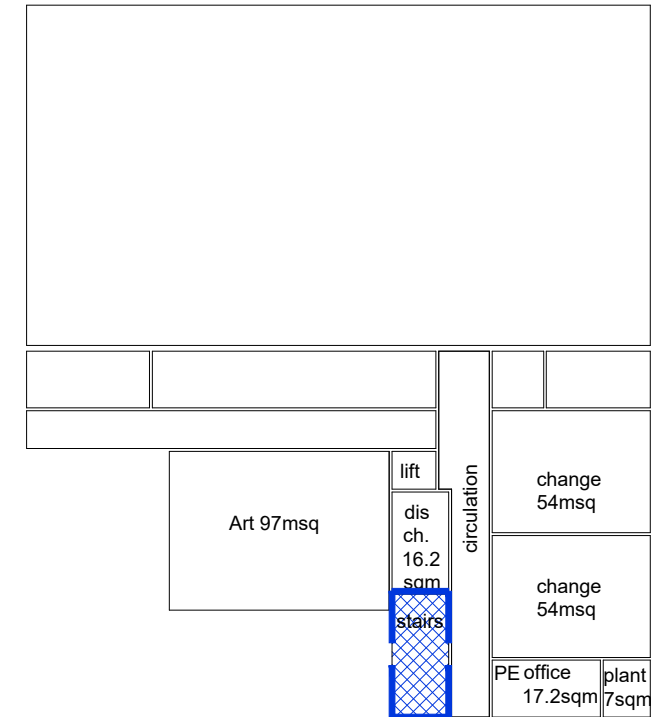 lift
circulation
change
54msq
Art 97msq
dis
ch.
16.2
sqm
change
54msq
stairs
PE office
17.2sqm
plant
7sqm